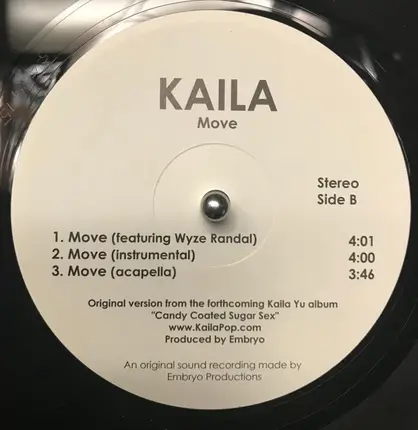 KAILA
Move
Stereo
Side B
1. Move (featuring Wyze Randal) 4:01
2. Move (instrumental) 4:00
3. Move (acapella) 3:46
Original version from the forthcoming Kaila Yu album
"Candy Coated Sugar Sex"
www.KailaPop.com
Produced by Embryo
An original sound recording made by
Embryo Productions